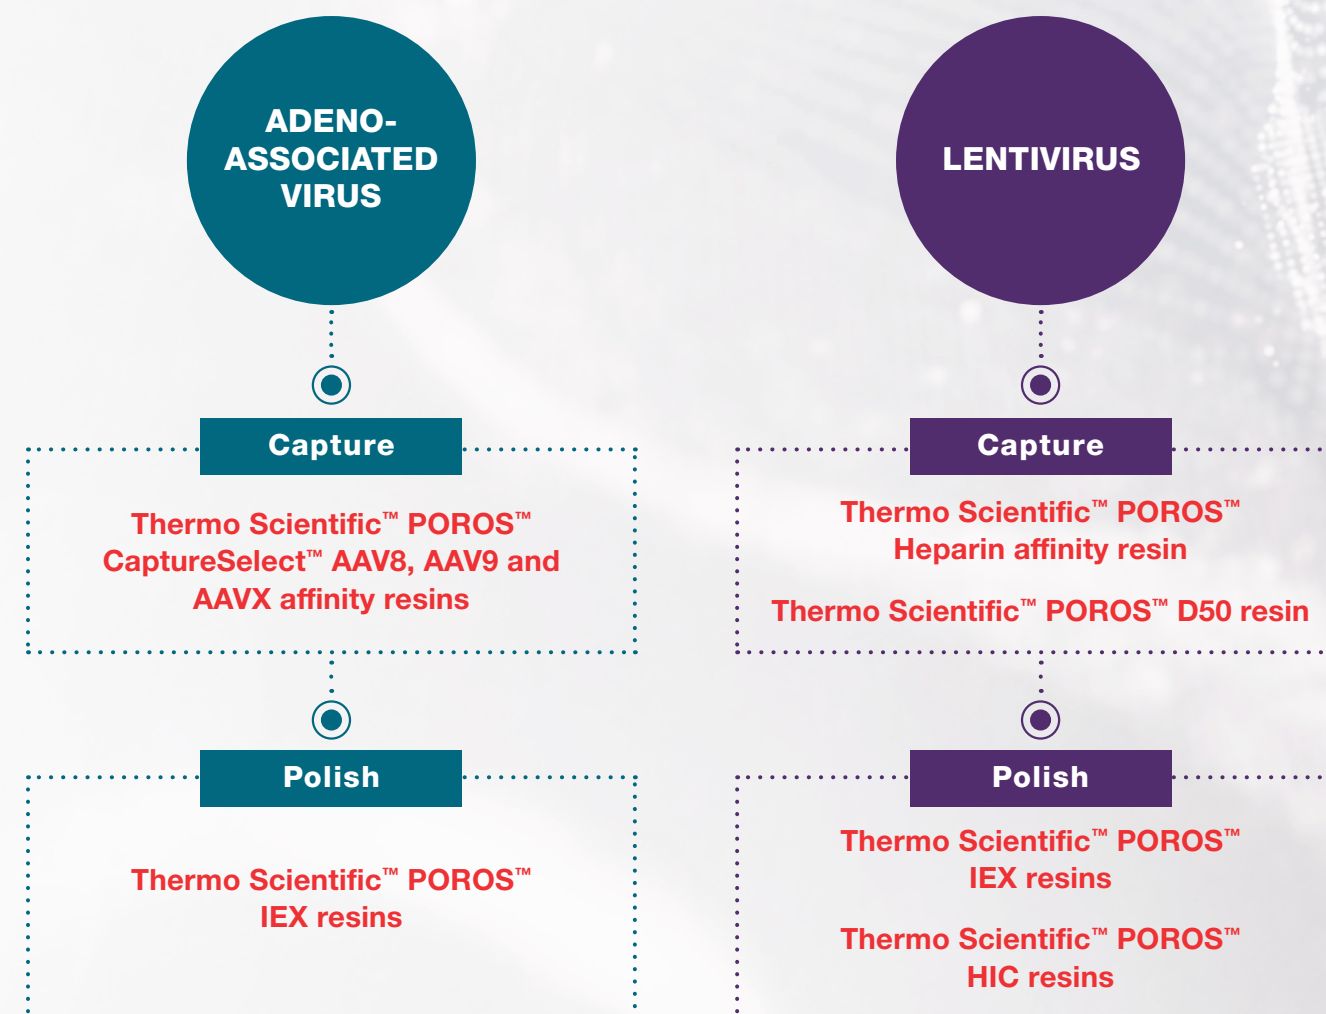 ADENO-
ASSOCIATED
VIRUS
Capture
Thermo Scientific™ POROS™
CaptureSelect™ AAV8, AAV9 and
AAVX affinity resins
Polish
Thermo Scientific™ POROS™
IEX resins
LENTIVIRUS
Capture
Thermo Scientific™ POROS™
Heparin affinity resin
Thermo Scientific™ POROS™ D50 resin
Polish
Thermo Scientific™ POROS™
IEX resins
Thermo Scientific™ POROS™
HIC resins